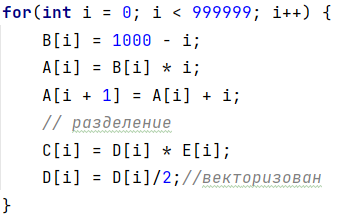 for(int i = 0; i < 999999; i++) {
B[i] = 1000 - i;
A[i] = B[i] * i;
A[i + 1] = A[i] + i;
// разделение
C[i] = D[i] * E[i];
D[i] = D[i]/2;//векторизован
}